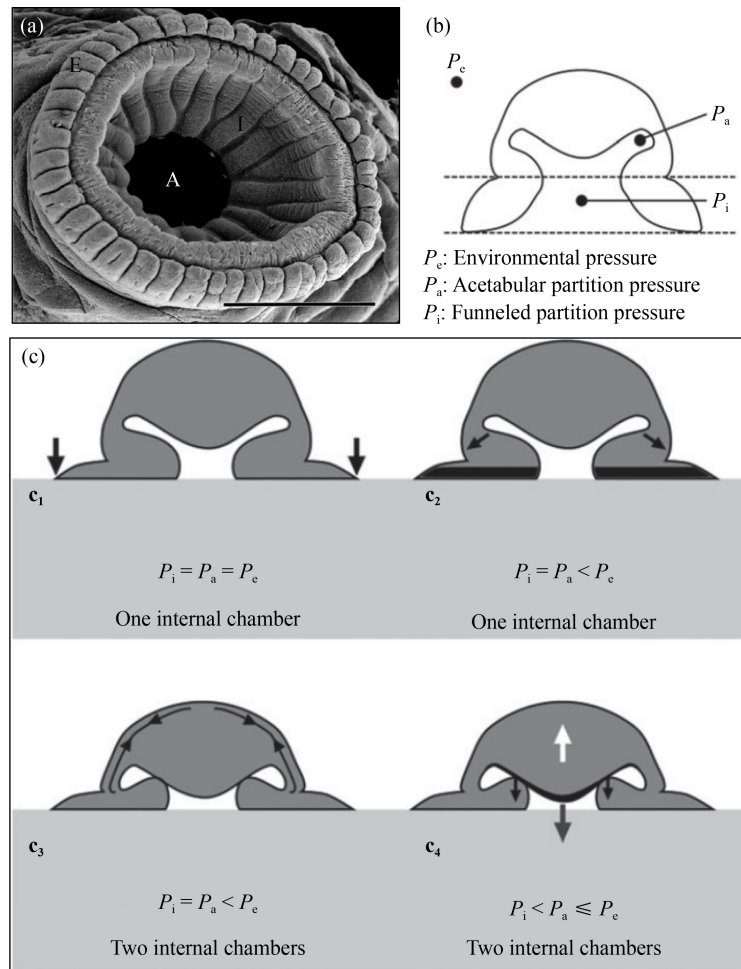 (a)
E
I
A
(b)
Pe
Pa
Pi
Pe: Environmental pressure
Pa: Acetabular partition pressure
Pi: Funneled partition pressure
(c)
c1
Pi = Pa = Pe
One internal chamber
c2
Pi = Pa < Pe
One internal chamber
c3
Pi = Pa < Pe
Two internal chambers
c4
Pi < Pa ⩽ Pe
Two internal chambers